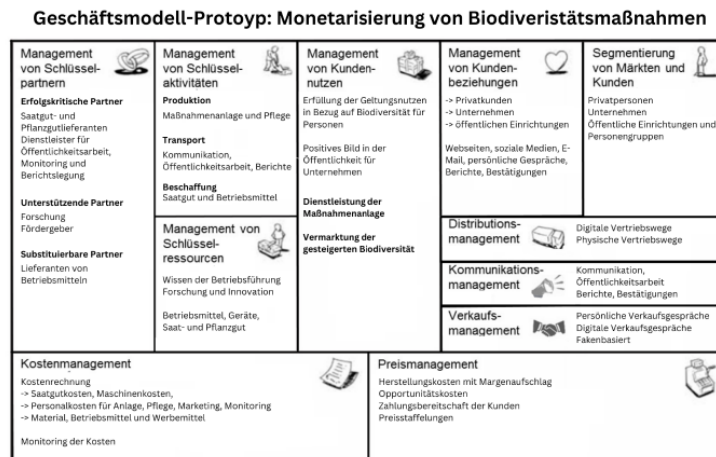 Geschäftsmodell-Protoyp: Monetarisierung von Biodiveristätsmaßnahmen
Management
von Schlüssel-
partnern
Erfolgskritische Partner
Saatgut- und
Pflanzgutlieferanten
Dienstleister für
Öffentlichkeitsarbeit,
Monitoring und
Berichtslegung
Unterstützende Partner
Forschung
Fördergeber
Substituierbare Partner
Lieferanten von
Betriebsmitteln
Management
von Schlüssel-
aktivitäten
Produktion
Maßnahmenanlage und Pflege
Transport
Kommunikation,
Öffentlichkeitsarbeit, Berichte
Beschaffung
Saatgut und Betriebsmittel
Management von
Schlüssel-
ressourcen
Wissen der Betriebsführung
Forschung und Innovation
Betriebsmittel, Geräte,
Saat- und Pflanzgut
Management
von Kunden-
nutzen
Erfüllung der Geltungsnutzen
in Bezug auf Biodiversität für
Personen
Positives Bild in der
Öffentlichkeit für
Unternehmen
Dienstleistung der
Maßnahmenanlage
Vermarktung der
gesteigerten Biodiversität
Management
von Kunden-
beziehungen
-> Privatkunden
-> Unternehmen
-> öffentlichen Einrichtungen
Webseiten, soziale Medien, E-
Mail, persönliche Gespräche,
Berichte, Bestätigungen
Segmentierung
von Märkten und
Kunden
Privatpersonen
Unternehmen
Öffentliche Einrichtungen und
Personengruppen
Distributions-
management
Digitale Vertriebswege
Physische Vertriebswege
Kommunikations-
management
Kommunikation,
Öffentlichkeitsarbeit
Berichte, Bestätigungen
Verkaufs-
management
Persönliche Verkaufsgespräche
Digitale Verkaufsgespräche
Fakenbasiert
Kostenmanagement
Kostenrechnung
-> Saatgutkosten, Maschinenkosten,
-> Personalkosten für Anlage, Pflege, Marketing, Monitoring
-> Material, Betriebsmittel und Werbemittel
Monitoring der Kosten
Preismanagement
Herstellungskosten mit Margenaufschlag
Opportunitätskosten
Zahlungsbereitschaft der Kunden
Preisstaffelungen